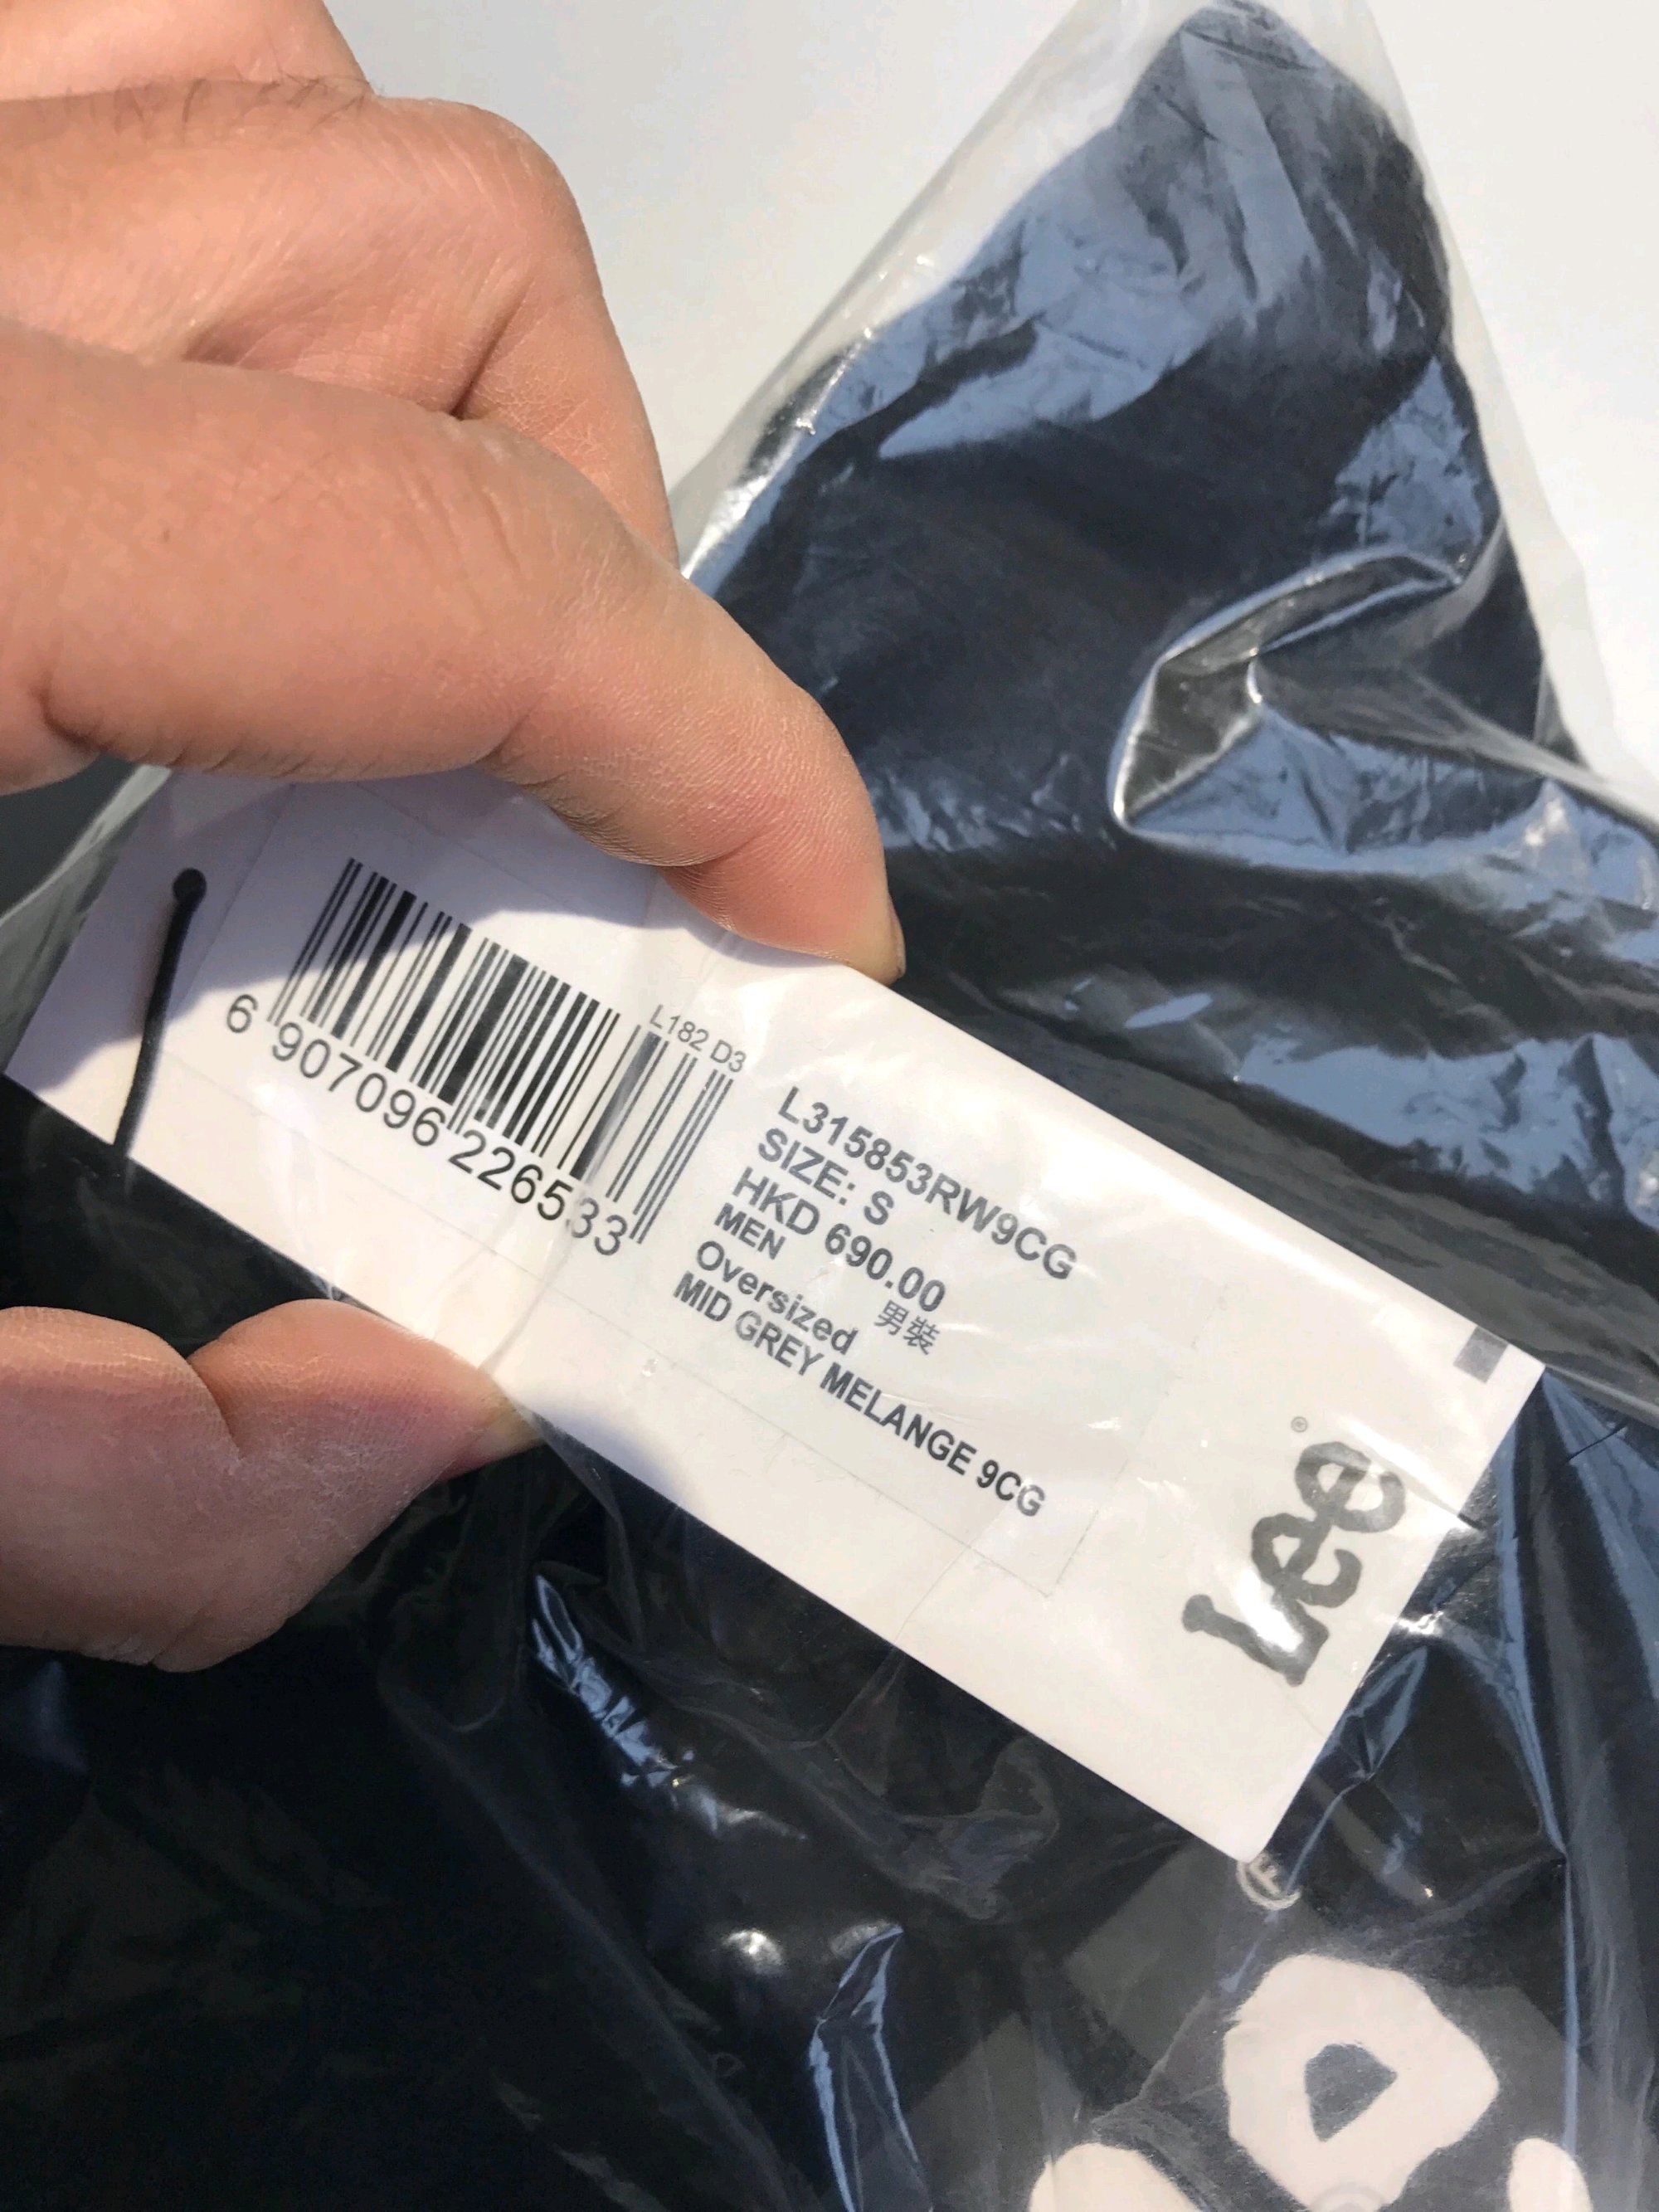 L182 D3
6 907096 226533
L315853RW9CG
SIZE: S
HKD 690.00
MEN 男裝
Oversized
MID GREY MELANGE 9CG
Lee
®